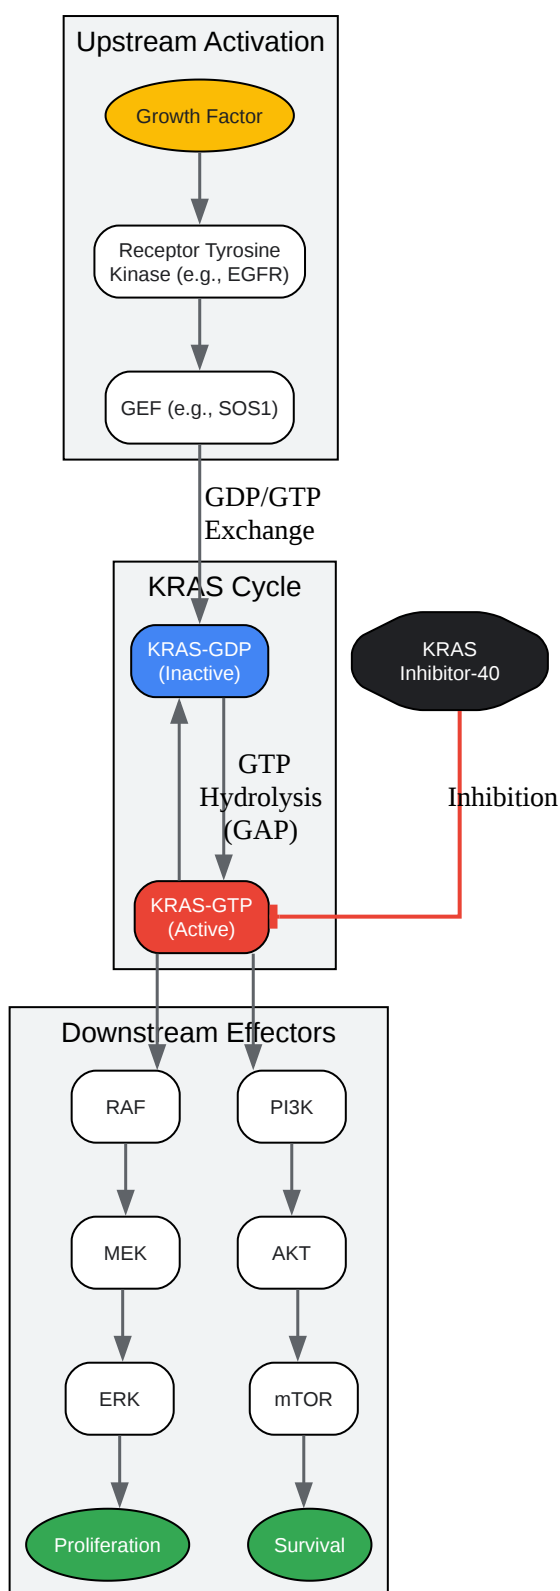 Upstream Activation
Growth Factor
Receptor Tyrosine
Kinase (e.g., EGFR)
GEF (e.g., SOS1)
GDP/GTP
Exchange
KRAS Cycle
KRAS-GDP
(Inactive)
KRAS
Inhibitor-40
GTP
Hydrolysis
(GAP)
Inhibition
KRAS-GTP
(Active)
Downstream Effectors
RAF
PI3K
MEK
AKT
ERK
mTOR
Proliferation
Survival